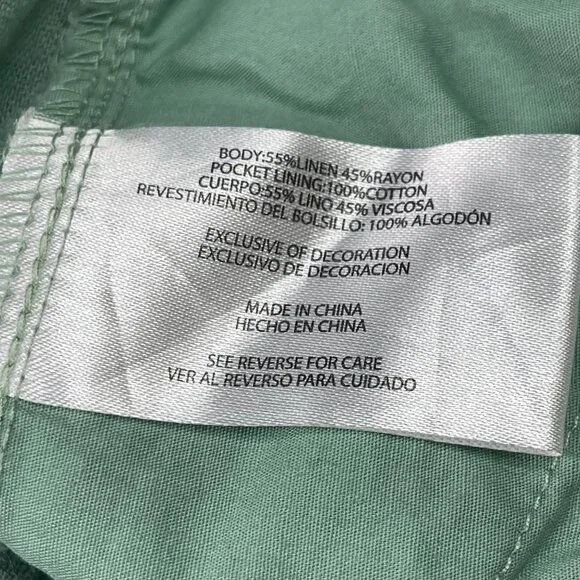 BODY:55%LINEN 45%RAYON
POCKET LINING:100%COTTON
CUERPO:55% LINO 45% VISCOSA
REVESTIMIENTO DEL BOLSILLO: 100% ALGODÓN
EXCLUSIVE OF DECORATION
EXCLUSIVO DE DECORACION
MADE IN CHINA
HECHO EN CHINA
SEE REVERSE FOR CARE
VER AL REVERSO PARA CUIDADO